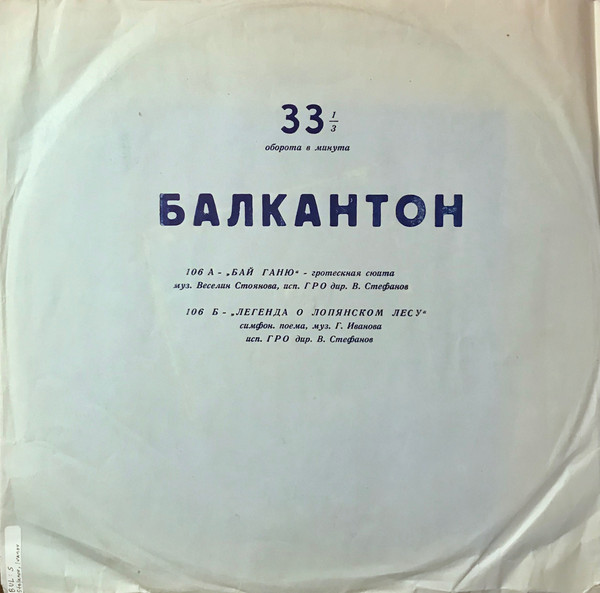 33 1/3
оборота в минута
БАЛКАНТОН
106 А - „БАЙ ГАНЮ" - гротескная сюита
муз. Веселин Стоянова, исп. ГРО дир. В. Стефанов
106 Б - „ЛЕГЕНДА О ЛОПЯНСКОМ ЛЕСУ"
симфон. поема, муз. Г. Иванова
исп. ГРО дир. В. Стефанов
BUL: S